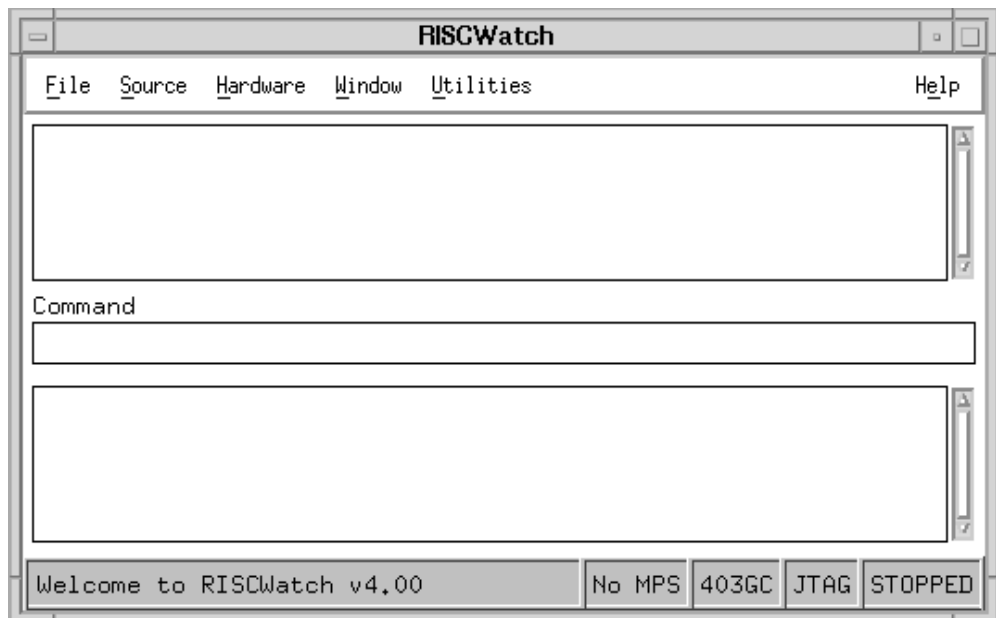 RISCWatch
File Source Hardware Window Utilities Help
Command
Welcome to RISCWatch v4.00 No MPS 403GC JTAG STOPPED